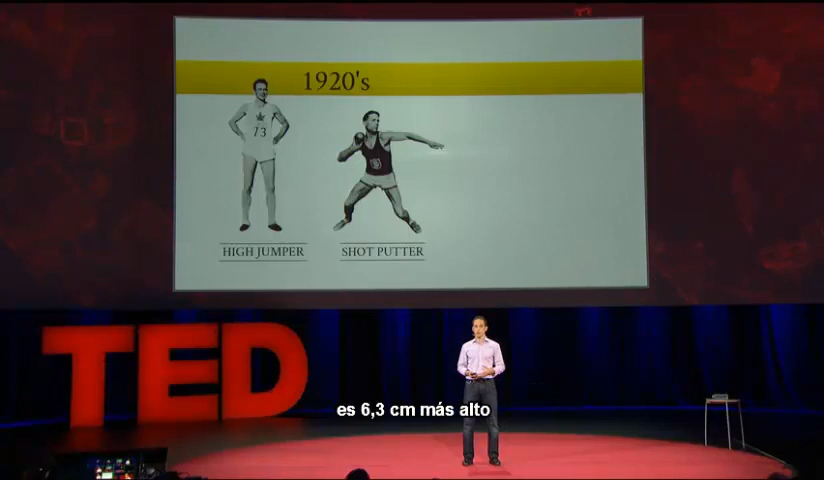 1920's
73
HIGH JUMPER
SHOT PUTTER
TED
es 6,3 cm más alto